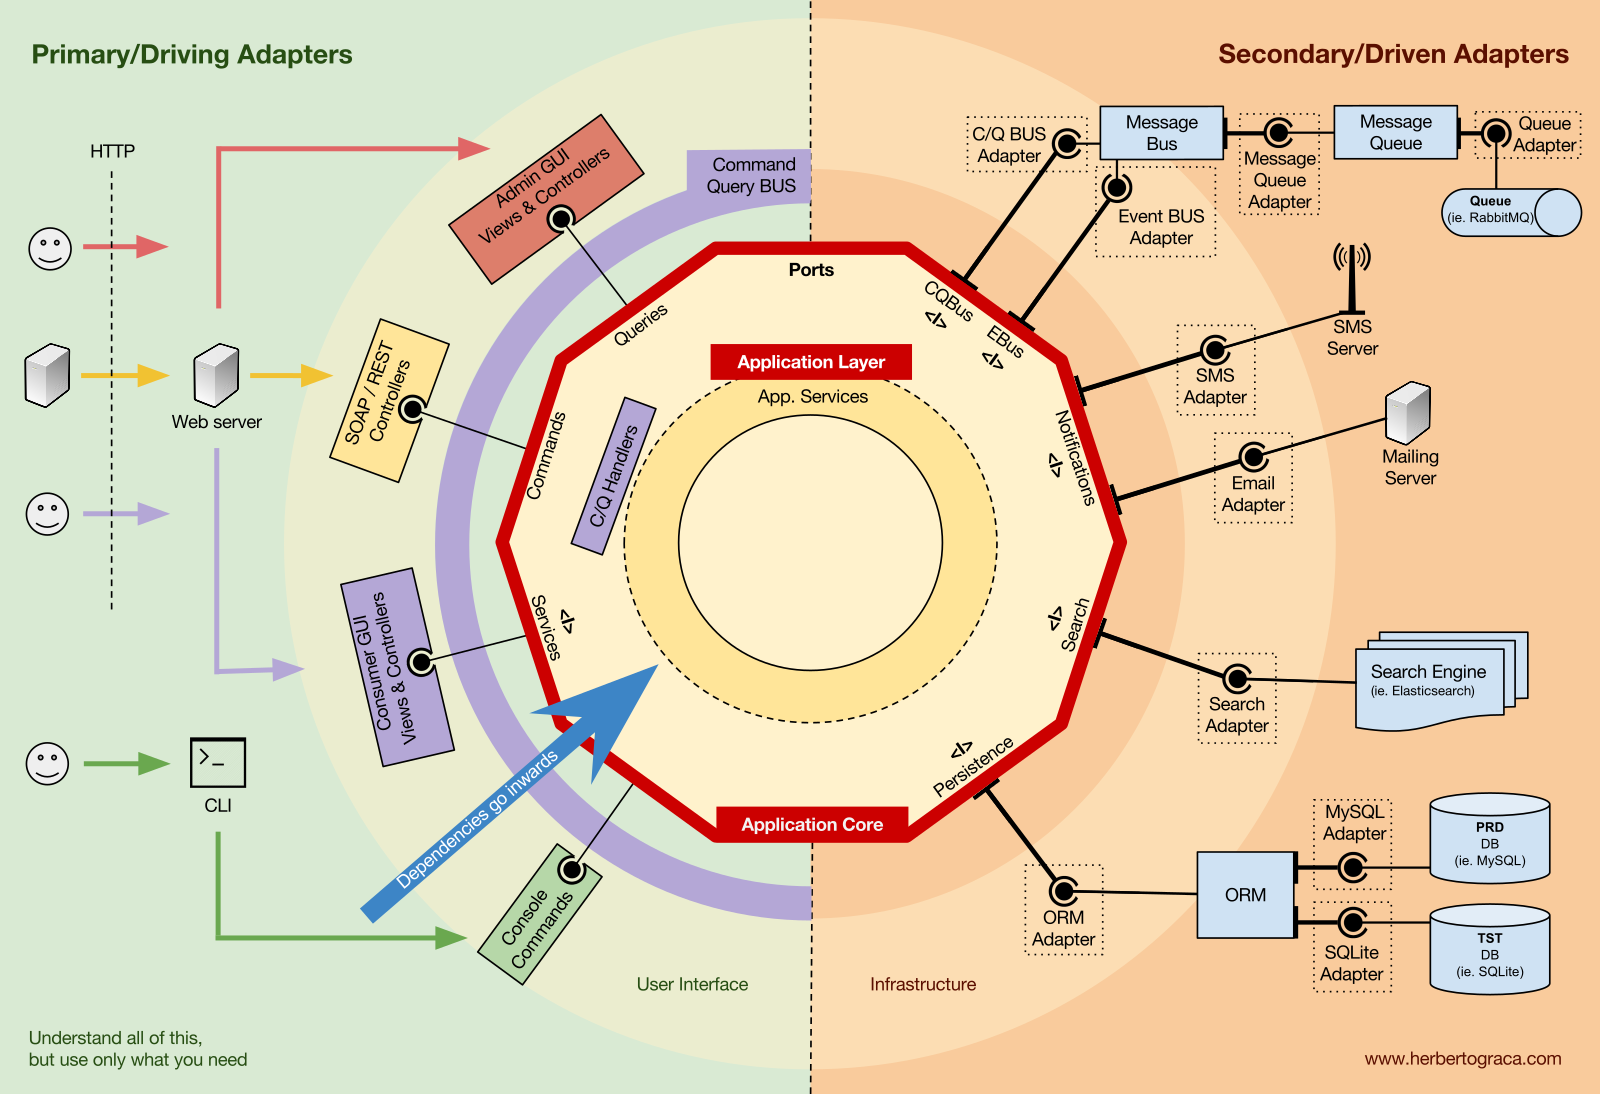 Primary/Driving Adapters
Secondary/Driven Adapters
HTTP
Web server
CLI
Admin GUI
Views & Controllers
SOAP / REST
Controllers
Consumer GUI
Views & Controllers
Console
Commands
Command
Query BUS
Dependencies go inwards
Ports
Queries
Commands
Services
</>
C/Q Handlers
Application Layer
App. Services
Application Core
CQBus
</>
EBus
</>
Notifications
</>
Search
</>
Persistence
</>
C/Q BUS
Adapter
Message
Bus
Event BUS
Adapter
Message
Queue
Adapter
Message
Queue
Queue
Adapter
Queue
(ie. RabbitMQ)
SMS
Server
SMS
Adapter
Mailing
Server
Email
Adapter
Search Engine
(ie. Elasticsearch)
Search
Adapter
ORM
Adapter
ORM
MySQL
Adapter
PRD
DB
(ie. MySQL)
SQLite
Adapter
TST
DB
(ie. SQLite)
User Interface
Infrastructure
Understand all of this,
but use only what you need
www.herbertograca.com